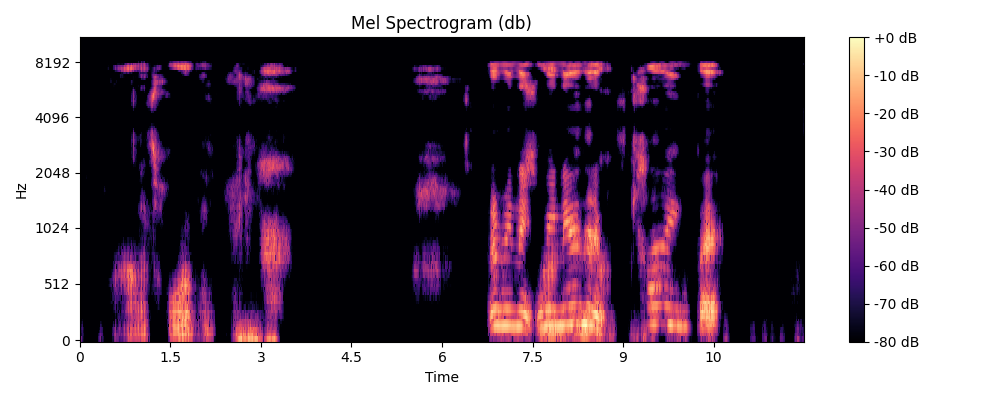 Mel Spectrogram (db)
8192
4096
2048
1024
512
0
Hz
0 1.5 3 4.5 6 7.5 9 10
Time
+0 dB
-10 dB
-20 dB
-30 dB
-40 dB
-50 dB
-60 dB
-70 dB
-80 dB